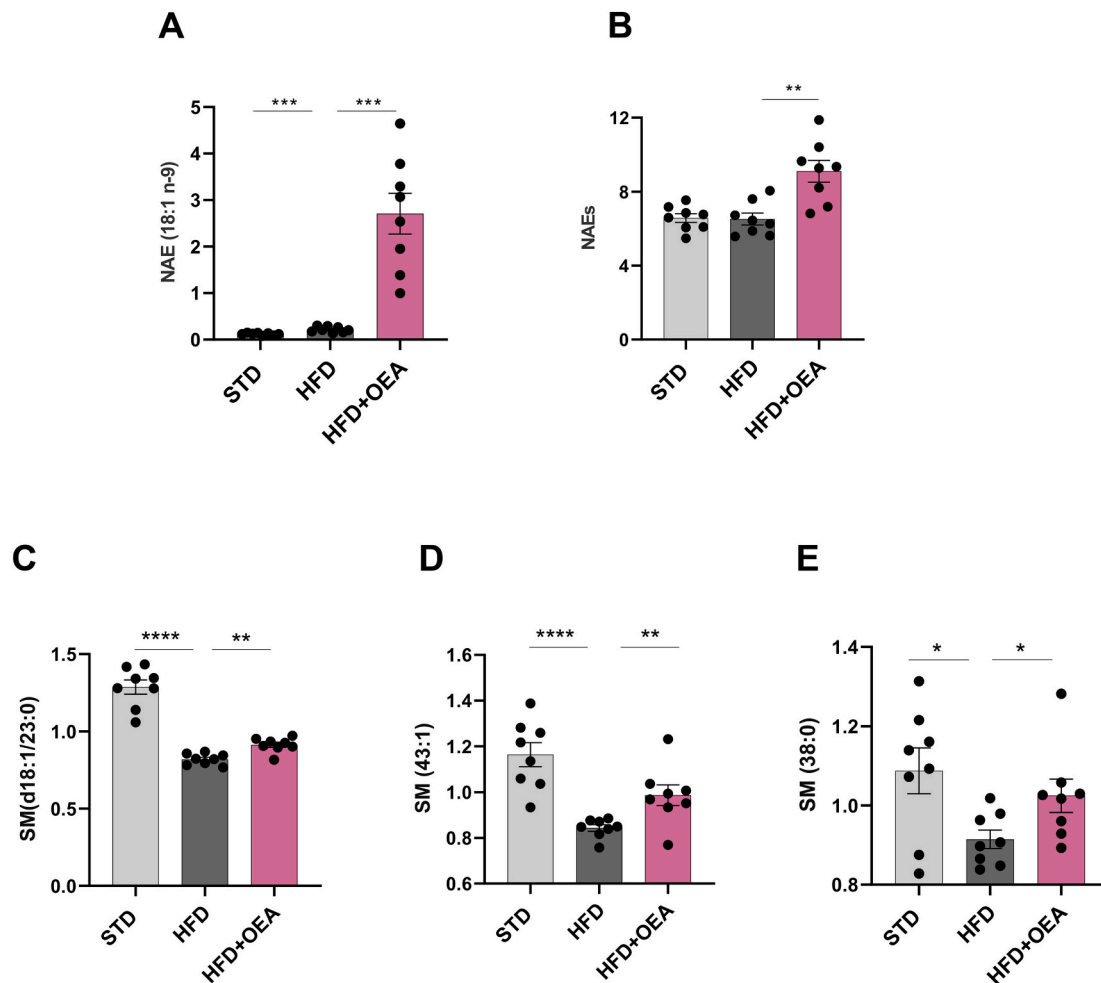 A
***
***
NAE (18:1 n-9)
5
4
3
2
1
0
STD
HFD
HFD+OEA
B
**
NAEs
12
8
4
0
STD
HFD
HFD+OEA
C
****
**
SM(d18:1/23:0)
1.5
1.0
0.5
0.0
STD
HFD
HFD+OEA
D
****
**
SM (43:1)
1.6
1.4
1.2
1.0
0.8
0.6
STD
HFD
HFD+OEA
E
*
*
SM (38:0)
1.4
1.2
1.0
0.8
STD
HFD
HFD+OEA